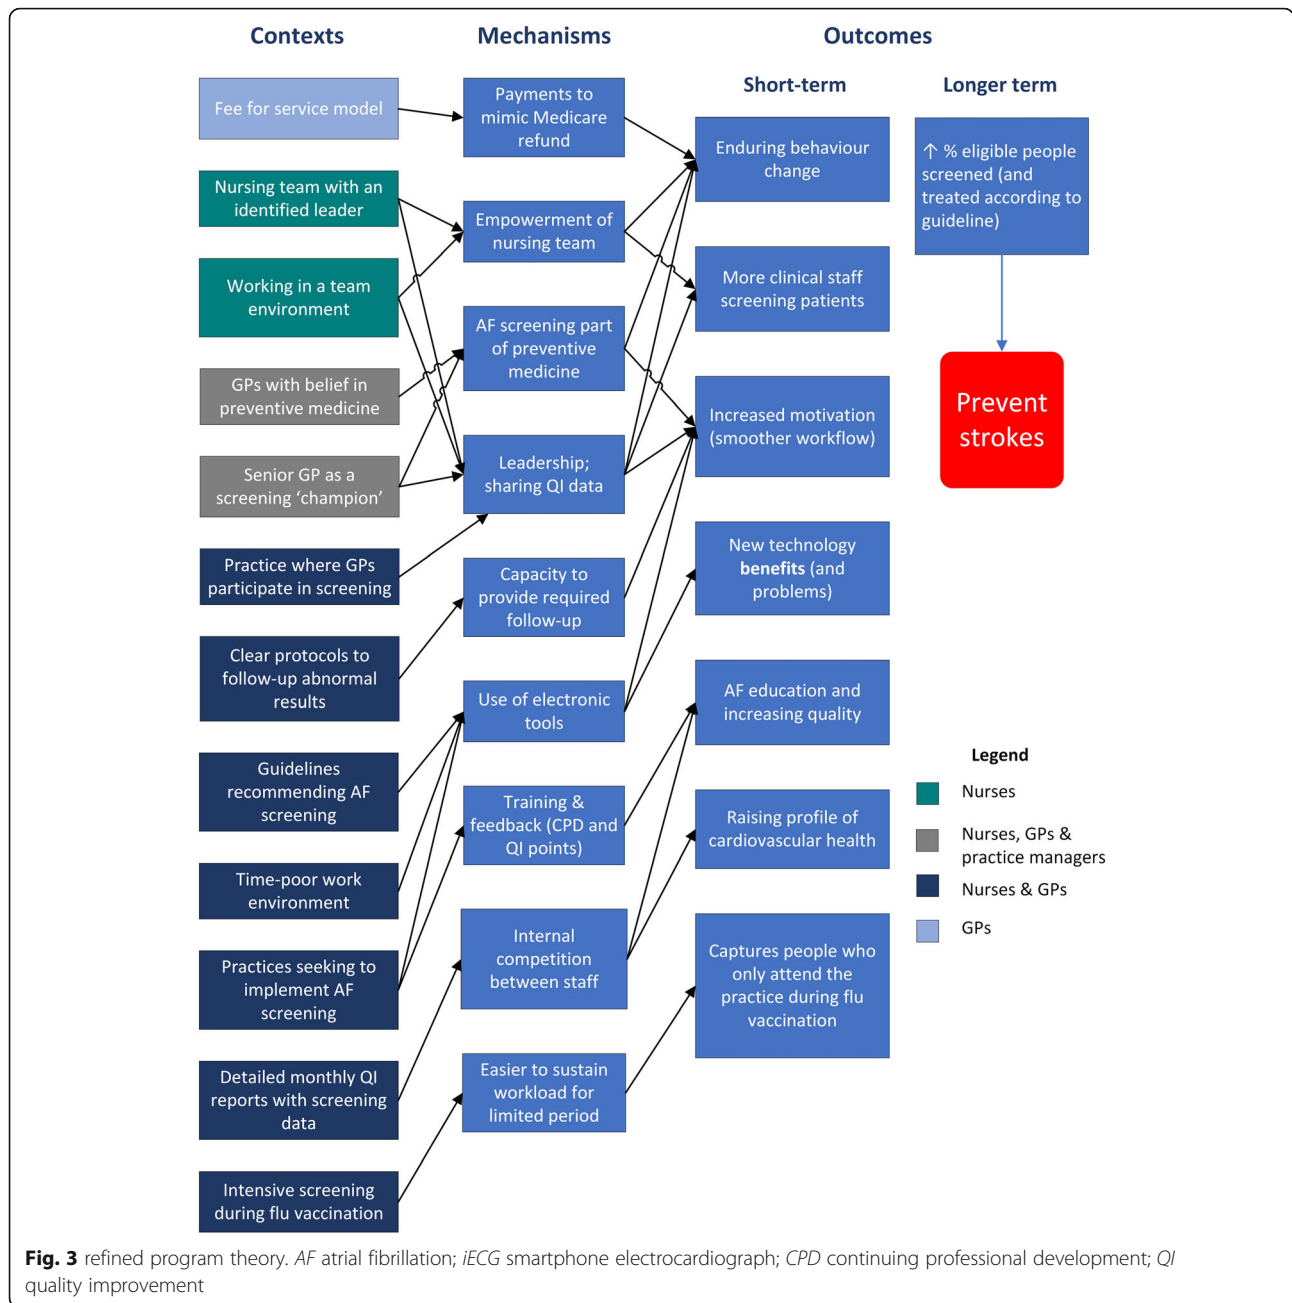 Contexts
Mechanisms
Outcomes
Short-term
Longer term
Fee for service model
Nursing team with an
identified leader
Working in a team
environment
GPs with belief in
preventive medicine
Senior GP as a
screening ‘champion’
Practice where GPs
participate in screening
Clear protocols to
follow-up abnormal
results
Guidelines
recommending AF
screening
Time-poor work
environment
Practices seeking to
implement AF
screening
Detailed monthly QI
reports with screening
data
Intensive screening
during flu vaccination
Payments to
mimic Medicare
refund
Empowerment of
nursing team
AF screening part
of preventive
medicine
Leadership;
sharing QI data
Capacity to
provide required
follow-up
Use of electronic
tools
Training &
feedback (CPD and
QI points)
Internal
competition
between staff
Easier to sustain
workload for
limited period
Enduring behaviour
change
More clinical staff
screening patients
Increased motivation
(smoother workflow)
New technology
benefits (and
problems)
AF education and
increasing quality
Raising profile of
cardiovascular health
Captures people who
only attend the
practice during flu
vaccination
↑ % eligible people
screened (and
treated according to
guideline)
Prevent
strokes
Legend
Nurses
Nurses, GPs &
practice managers
Nurses & GPs
GPs
Fig. 3 refined program theory. AF atrial fibrillation; iECG smartphone electrocardiograph; CPD continuing professional development; QI
quality improvement